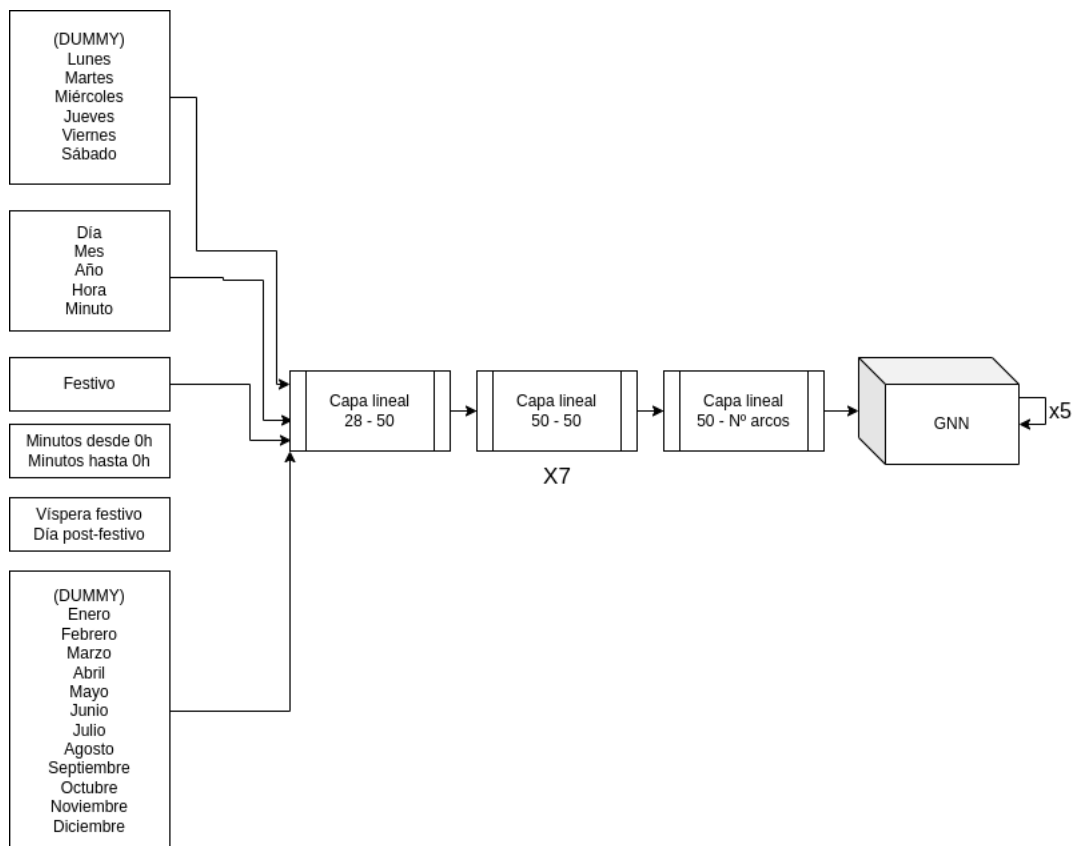 (DUMMY)
Lunes
Martes
Miércoles
Jueves
Viernes
Sábado
Día
Mes
Año
Hora
Minuto
Festivo
Minutos desde 0h
Minutos hasta 0h
Víspera festivo
Día post-festivo
(DUMMY)
Enero
Febrero
Marzo
Abril
Mayo
Junio
Julio
Agosto
Septiembre
Octubre
Noviembre
Diciembre
Capa lineal
28 - 50
Capa lineal
50 - 50
X7
Capa lineal
50 - Nº arcos
GNN
x5